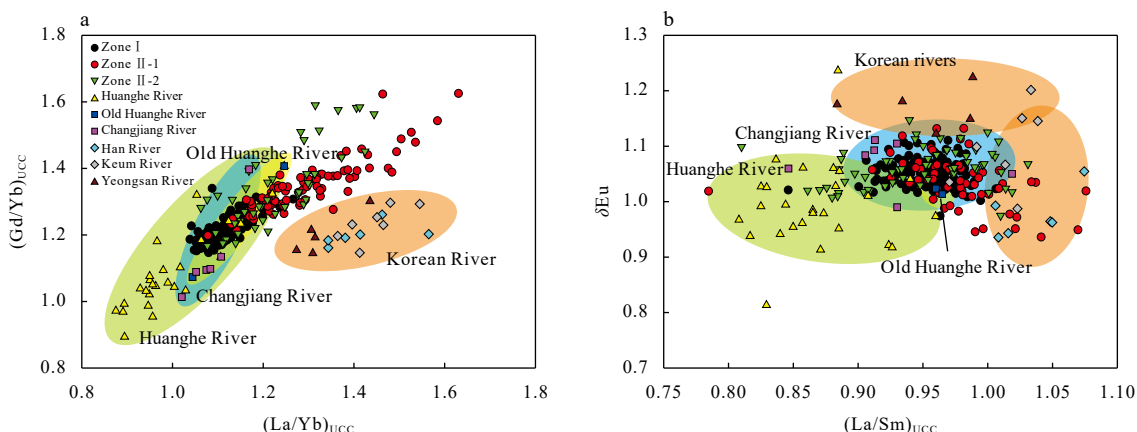 a
(Gd/Yb)UCC
1.8
1.6
1.4
1.2
1.0
0.8
Zone Ⅰ
Zone Ⅱ-1
Zone Ⅱ-2
Huanghe River
Old Huanghe River
Changjiang River
Han River
Keum River
Yeongsan River
Old Huanghe River
Korean River
Changjiang River
Huanghe River
0.8 1.0 1.2 1.4 1.6 1.8
(La/Yb)UCC
b
δEu
1.3
1.2
1.1
1.0
0.9
0.8
0.7
Korean rivers
Changjiang River
Huanghe River
Old Huanghe River
0.75 0.80 0.85 0.90 0.95 1.00 1.05 1.10
(La/Sm)UCC